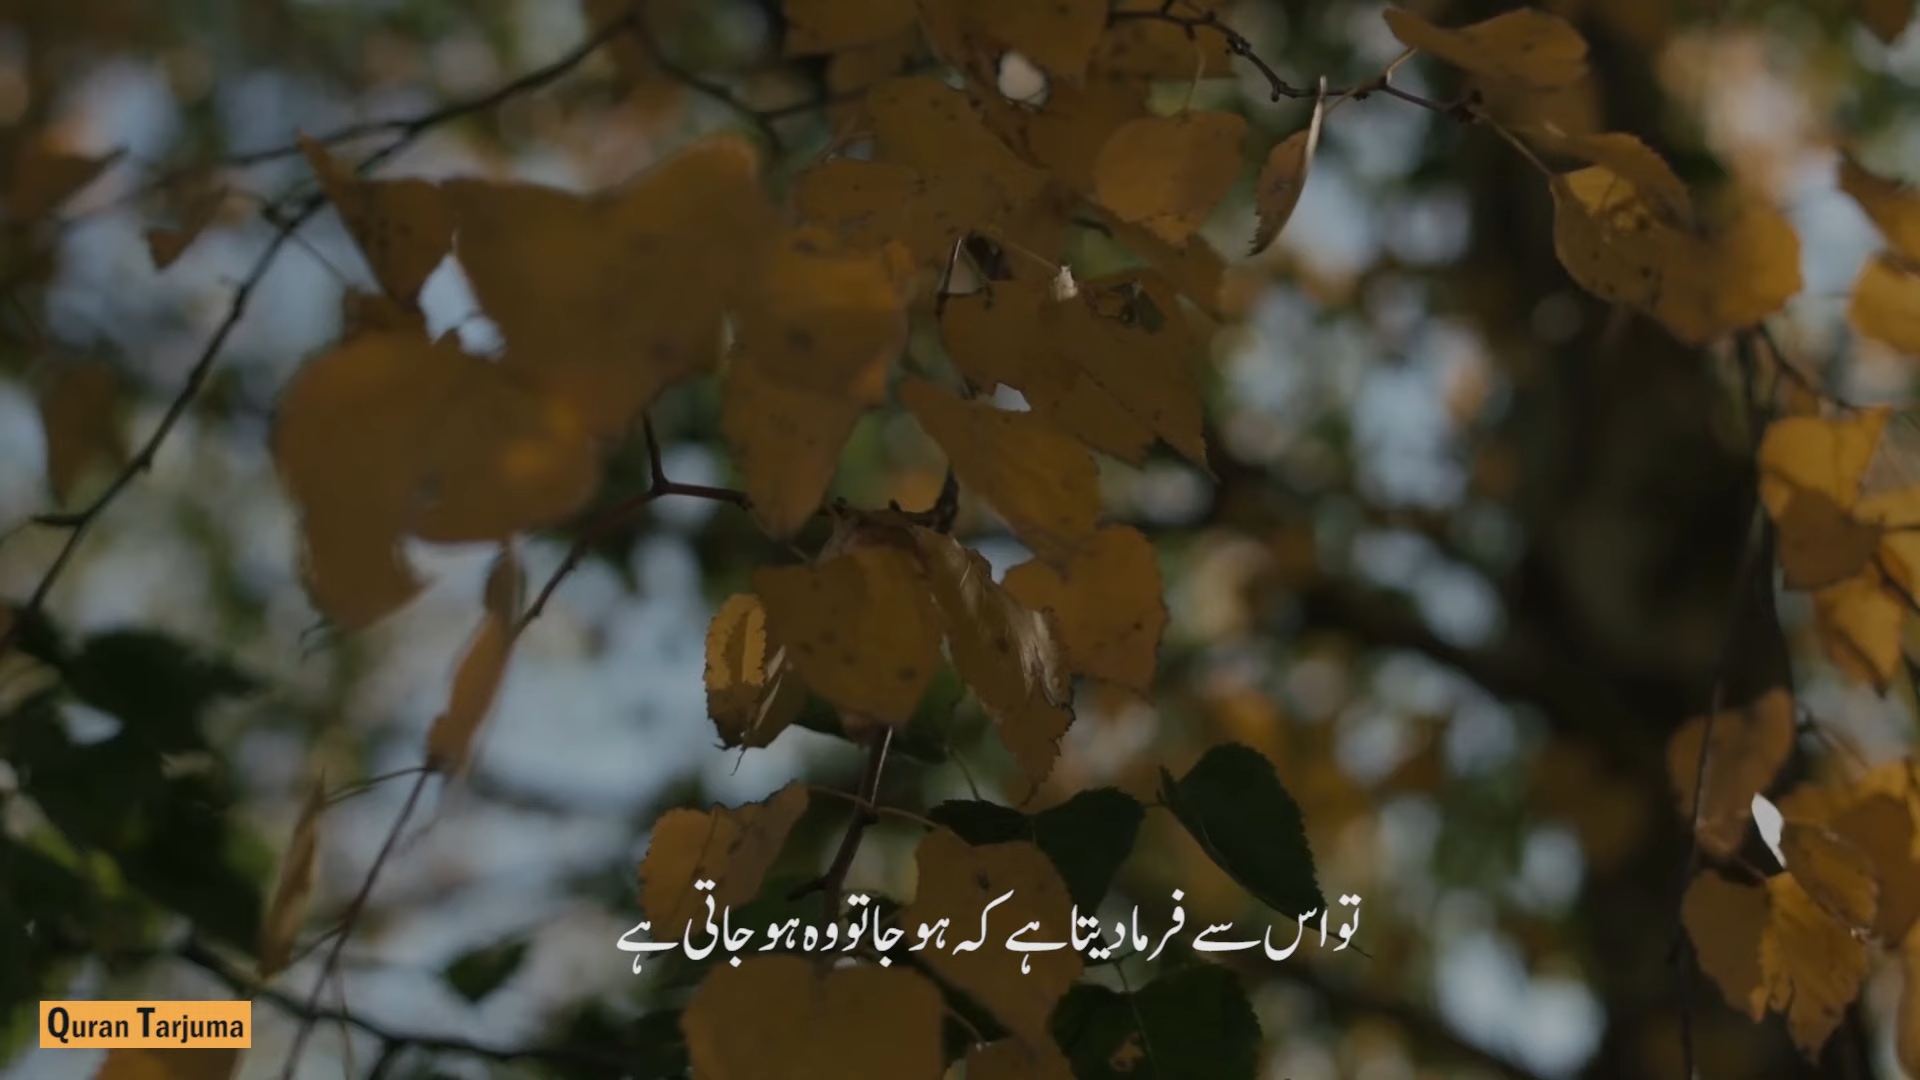 تو اس سے فرما دیتا ہے کہ ہو جا تو وہ ہو جاتی ہے
Quran Tarjuma